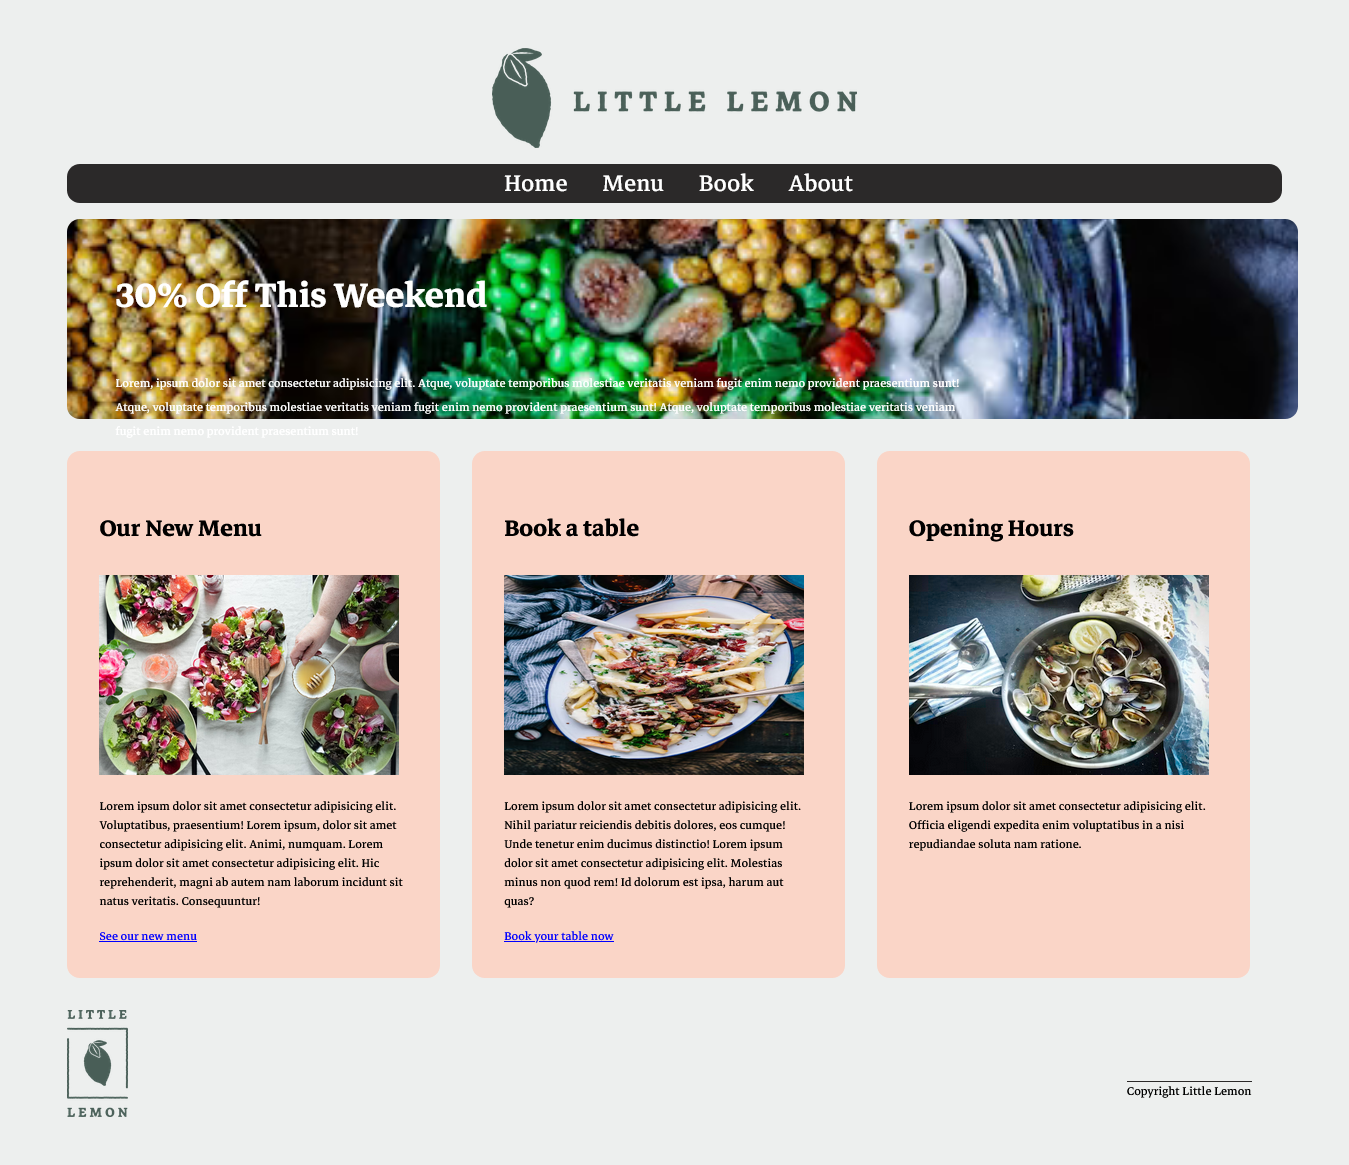 LITTLE LEMON
Home Menu Book About
30% Off This Weekend
Lorem, ipsum dolor sit amet consectetur adipisicing elit. Atque, voluptate temporibus molestiae veritatis veniam fugit enim nemo provident praesentium sunt!
Atque, voluptate temporibus molestiae veritatis veniam fugit enim nemo provident praesentium sunt! Atque, voluptate temporibus molestiae veritatis veniam
fugit enim nemo provident praesentium sunt!
Our New Menu
Lorem ipsum dolor sit amet consectetur adipisicing elit.
Voluptatibus, praesentium! Lorem ipsum, dolor sit amet
consectetur adipisicing elit. Animi, numquam. Lorem
ipsum dolor sit amet consectetur adipisicing elit. Hic
reprehenderit, magni ab autem nam laborum incidunt sit
natus veritatis. Consequuntur!
See our new menu
Book a table
Lorem ipsum dolor sit amet consectetur adipisicing elit.
Nihil pariatur reiciendis debitis dolores, eos cumque!
Unde tenetur enim ducimus distinctio! Lorem ipsum
dolor sit amet consectetur adipisicing elit. Molestias
minus non quod rem! Id dolorum est ipsa, harum aut
quas?
Book your table now
Opening Hours
Lorem ipsum dolor sit amet consectetur adipisicing elit.
Officia eligendi expedita enim voluptatibus in a nisi
repudiandae soluta nam ratione.
LITTLE
LEMON
Copyright Little Lemon